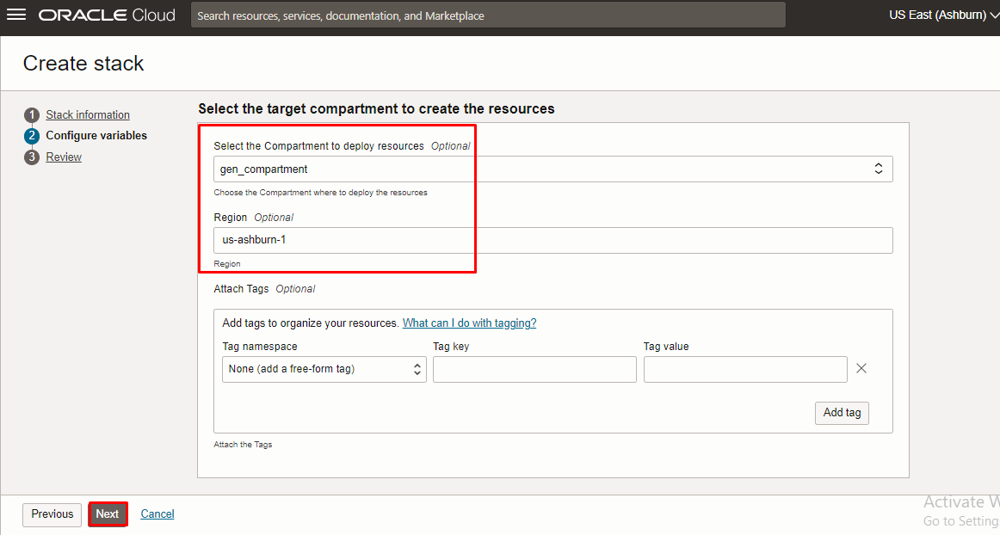 ORACLE Cloud
Search resources, services, documentation, and Marketplace
US East (Ashburn)
Create stack
1 Stack information
2 Configure variables
3 Review
Select the target compartment to create the resources
Select the Compartment to deploy resources Optional
gen_compartment
Choose the Compartment where to deploy the resources
Region Optional
us-ashburn-1
Region
Attach Tags Optional
Add tags to organize your resources. What can I do with tagging?
Tag namespace Tag key Tag value
None (add a free-form tag)
Add tag
Attach the Tags
Previous Next Cancel
Activate W
Go to Setting